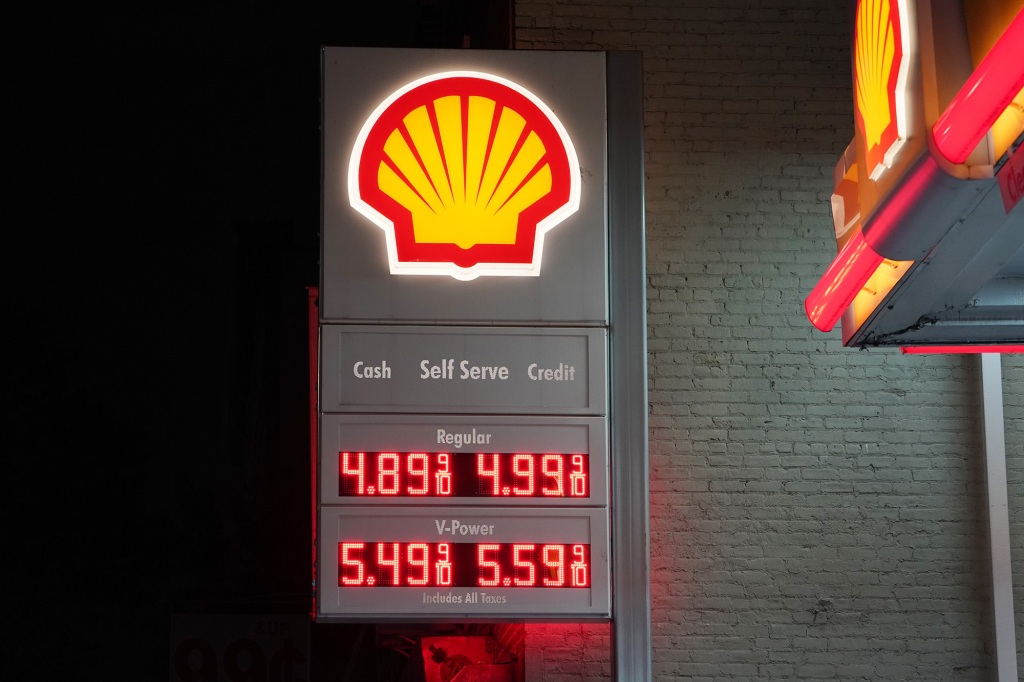 Cash Self Serve Credit
Regular
4.89 9/10 4.99 9/10
V-Power
5.49 9/10 5.59 9/10
Includes All Taxes